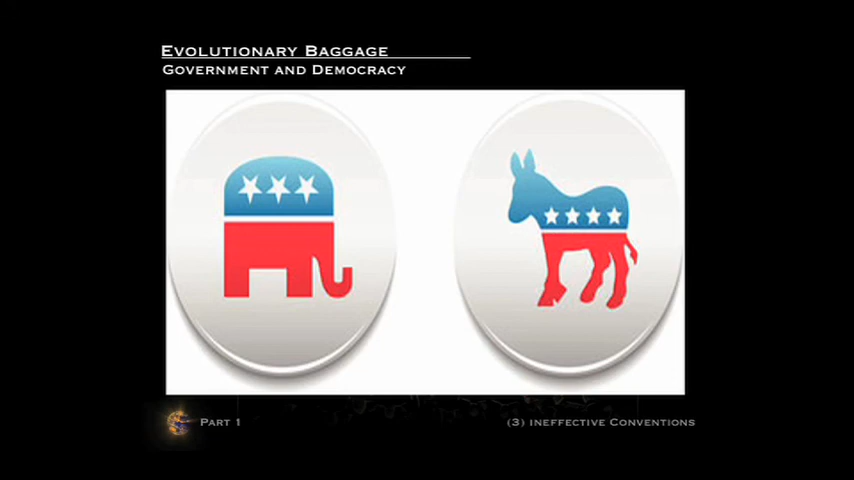 Evolutionary Baggage
Government and Democracy
Part 1
(3) ineffective Conventions